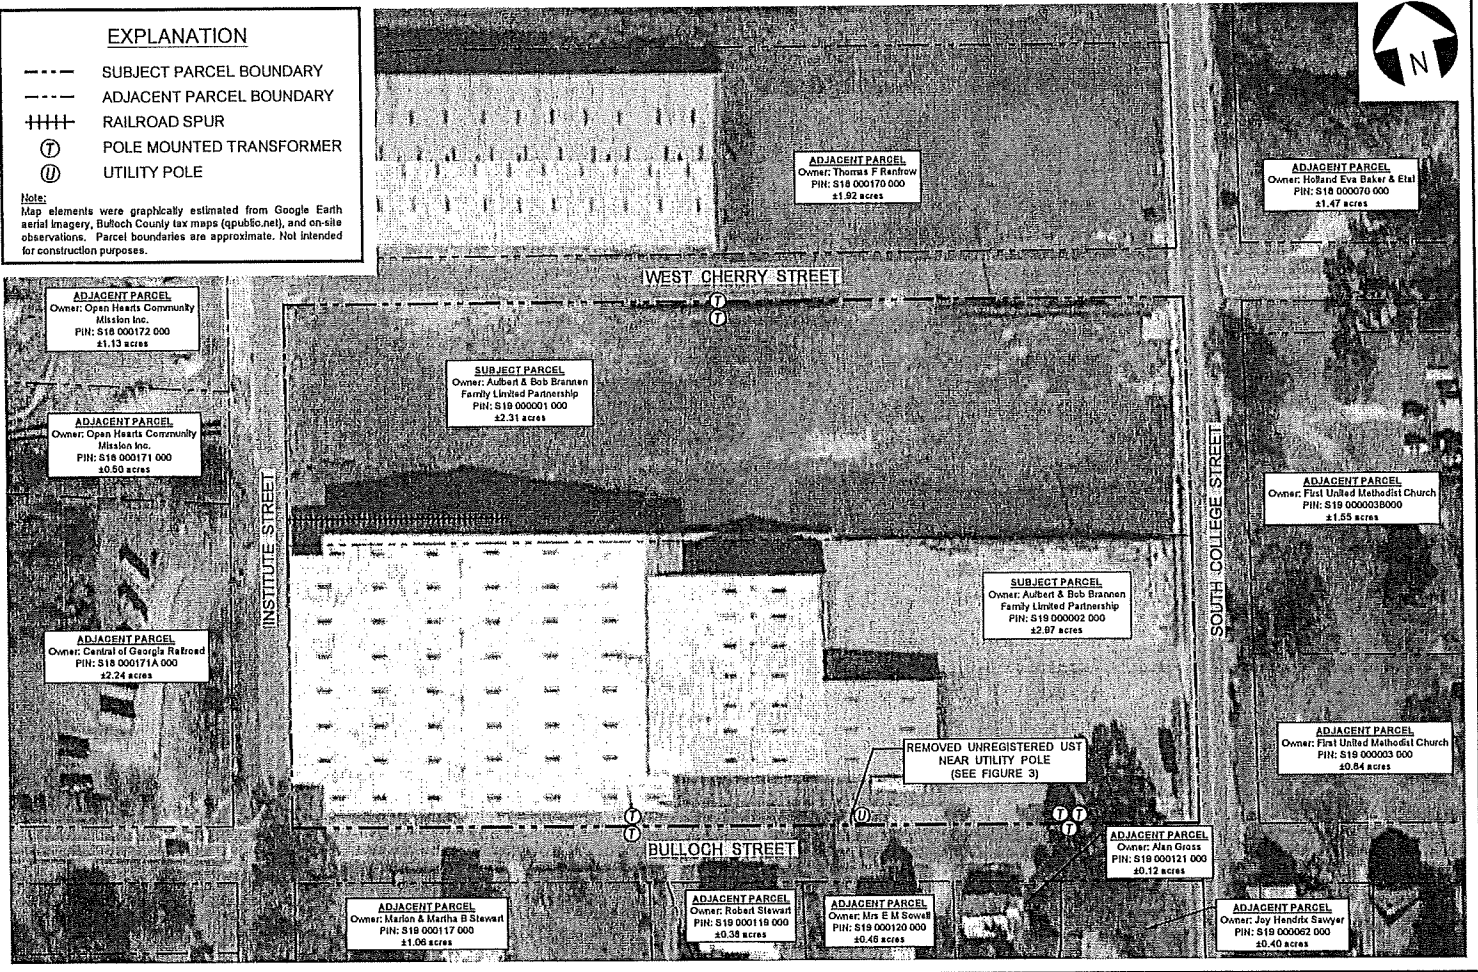 EXPLANATION
SUBJECT PARCEL BOUNDARY
ADJACENT PARCEL BOUNDARY
RAILROAD SPUR
T POLE MOUNTED TRANSFORMER
U UTILITY POLE
Note:
Map elements were graphically estimated from Google Earth
aerial imagery, Bulloch County tax maps (qpublic.net), and on-site
observations. Parcel boundaries are approximate. Not intended
for construction purposes.
N
ADJACENT PARCEL
Owner: Thomas F Renfrow
PIN: S18 000170 000
±1.92 acres
ADJACENT PARCEL
Owner: Holland Eva Baker & Etal
PIN: S18 000070 000
±1.47 acres
WEST CHERRY STREET
T
T
ADJACENT PARCEL
Owner: Open Hearts Community
Mission Inc.
PIN: S18 000172 000
±1.13 acres
SUBJECT PARCEL
Owner: Aulbert & Bob Brannen
Family Limited Partnership
PIN: S19 000001 000
±2.31 acres
ADJACENT PARCEL
Owner: Open Hearts Community
Mission Inc.
PIN: S18 000171 000
±0.50 acres
INSTITUTE STREET
SOUTH COLLEGE STREET
ADJACENT PARCEL
Owner: First United Methodist Church
PIN: S19 000003B000
±1.55 acres
SUBJECT PARCEL
Owner: Aulbert & Bob Brannen
Family Limited Partnership
PIN: S19 000002 000
±2.97 acres
ADJACENT PARCEL
Owner: Central of Georgia Railroad
PIN: S18 000171A 000
±2.24 acres
REMOVED UNREGISTERED UST
NEAR UTILITY POLE
(SEE FIGURE 3)
ADJACENT PARCEL
Owner: First United Methodist Church
PIN: S19 000003 000
±0.84 acres
T
T
U
T T
T
BULLOCH STREET
ADJACENT PARCEL
Owner: Alan Gross
PIN: S19 000121 000
±0.12 acres
ADJACENT PARCEL
Owner: Marion & Martha B Stewart
PIN: S19 000117 000
±1.06 acres
ADJACENT PARCEL
Owner: Robert Stewart
PIN: S19 000119 000
±0.38 acres
ADJACENT PARCEL
Owner: Mrs E M Sowell
PIN: S19 000120 000
±0.46 acres
ADJACENT PARCEL
Owner: Joy Hendrix Sawyer
PIN: S19 000062 000
±0.40 acres